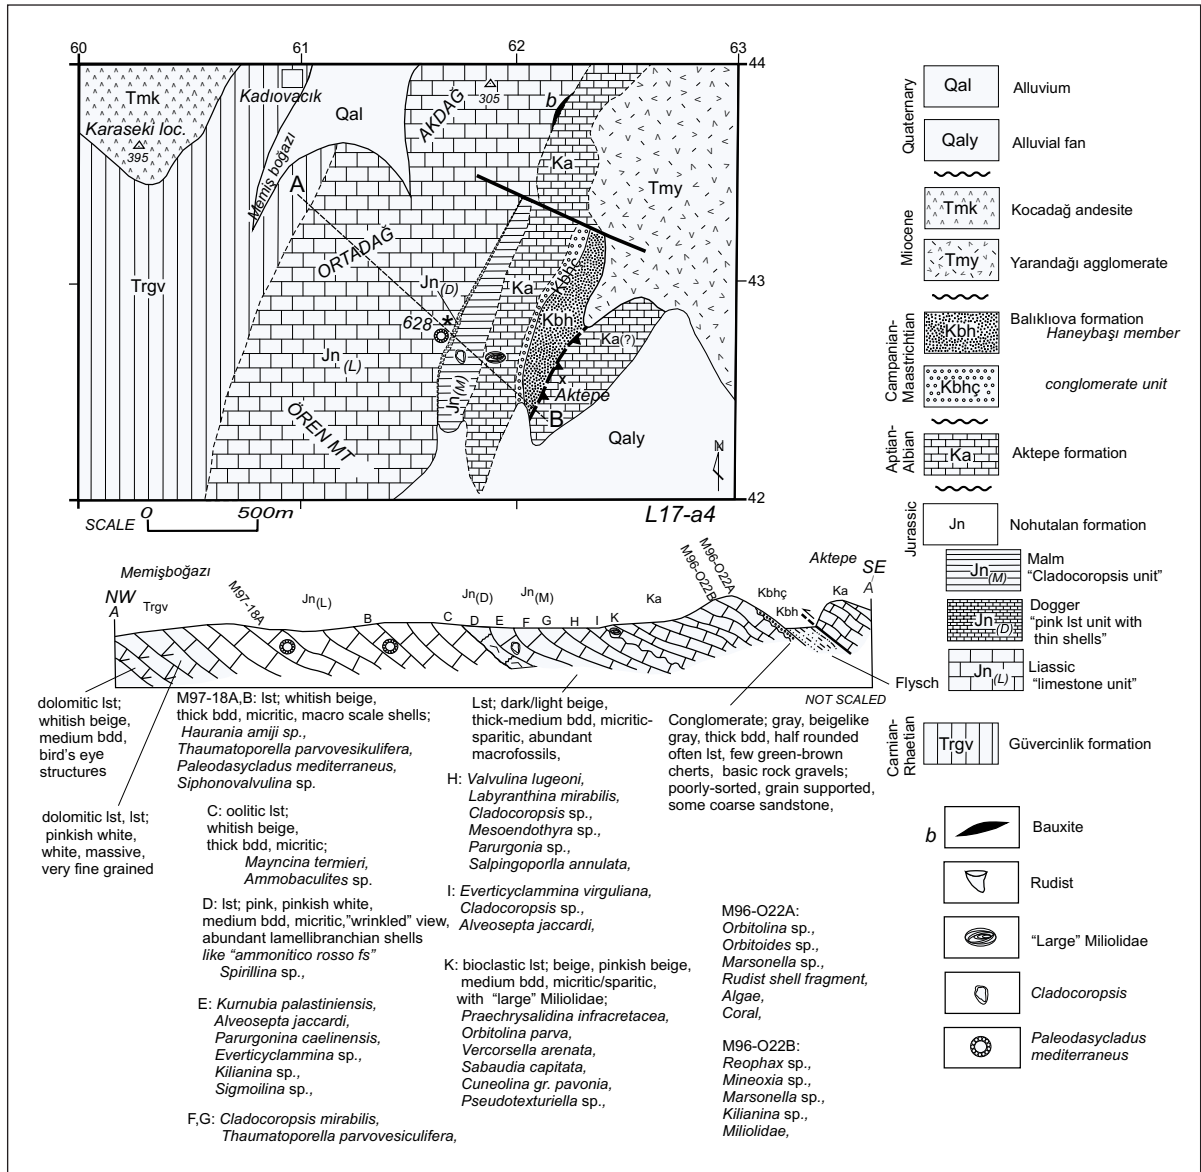 60
61
62
63
44
43
42
Tmk
Karaseki loc.
395
Kadıovacık
Memiş boğazı
Qal
AKDAĞ
305
b
Ka
Tmy
A
ORTADAĞ
Trgv
Jn(D)
628
*
Ka
Kbhç
Kbh
Ka(?)
x
Aktepe
B
Jn(L)
Jn(M)
ÖREN MT
Qaly
N
SCALE
0
500m
L17-a4
Quaternary
Qal Alluvium
Qaly Alluvial fan
Miocene
Tmk Kocadağ andesite
Tmy Yarandağı agglomerate
Campanian-
Maastrichtian
Kbh Balıklıova formation
Haneybaşı member
Kbhç conglomerate unit
Aptian-
Albian
Ka Aktepe formation
Jurassic
Jn Nohutalan formation
Jn(M) Malm
"Cladocoropsis unit"
Jn(D) Dogger
"pink lst unit with
thin shells"
Jn(L) Liassic
"limestone unit"
Carnian-
Rhaetian
Trgv Güvercinlik formation
b Bauxite
Rudist
"Large" Miliolidae
Cladocoropsis
Paleodasycladus
mediterraneus
Memişboğazı
NW
A
Trgv
M97-18A
Jn(L)
B
C
Jn(D)
D
E
Jn(M)
F
G
H
I
K
Ka
M96-O22B
M96-O22A
Kbhç
Kbh
Aktepe
Ka
SE
A
Flysch
NOT SCALED
dolomitic lst;
whitish beige,
medium bdd,
bird's eye
structures
dolomitic lst, lst;
pinkish white,
white, massive,
very fine grained
M97-18A,B: lst; whitish beige,
thick bdd, micritic, macro scale shells;
Haurania amiji sp.,
Thaumatoporella parvovesikulifera,
Paleodasycladus mediterraneus,
Siphonovalvulina sp.
C: oolitic lst;
whitish beige,
thick bdd, micritic;
Mayncina termieri,
Ammobaculites sp.
D: lst; pink, pinkish white,
medium bdd, micritic,"wrinkled" view,
abundant lamellibranchian shells
like "ammonitico rosso fs"
Spirillina sp.,
E: Kurnubia palastiniensis,
Alveosepta jaccardi,
Parurgonina caelinensis,
Everticyclammina sp.,
Kilianina sp.,
Sigmoilina sp.,
F,G: Cladocoropsis mirabilis,
Thaumatoporella parvovesiculifera,
Lst; dark/light beige,
thick-medium bdd, micritic-
sparitic, abundant
macrofossils,
H: Valvulina lugeoni,
Labyranthina mirabilis,
Cladocoropsis sp.,
Mesoendothyra sp.,
Parurgonia sp.,
Salpingoporlla annulata,
I: Everticyclammina virguliana,
Cladocoropsis sp.,
Alveosepta jaccardi,
K: bioclastic lst; beige, pinkish beige,
medium bdd, micritic/sparitic,
with "large" Miliolidae;
Praechrysalidina infracretacea,
Orbitolina parva,
Vercorsella arenata,
Sabaudia capitata,
Cuneolina gr. pavonia,
Pseudotexturiella sp.,
Conglomerate; gray, beigelike
gray, thick bdd, half rounded
often lst, few green-brown
cherts, basic rock gravels;
poorly-sorted, grain supported,
some coarse sandstone,
M96-O22A:
Orbitolina sp.,
Orbitoides sp.,
Marsonella sp.,
Rudist shell fragment,
Algae,
Coral,
M96-O22B:
Reophax sp.,
Mineoxia sp.,
Marsonella sp.,
Kilianina sp.,
Miliolidae,